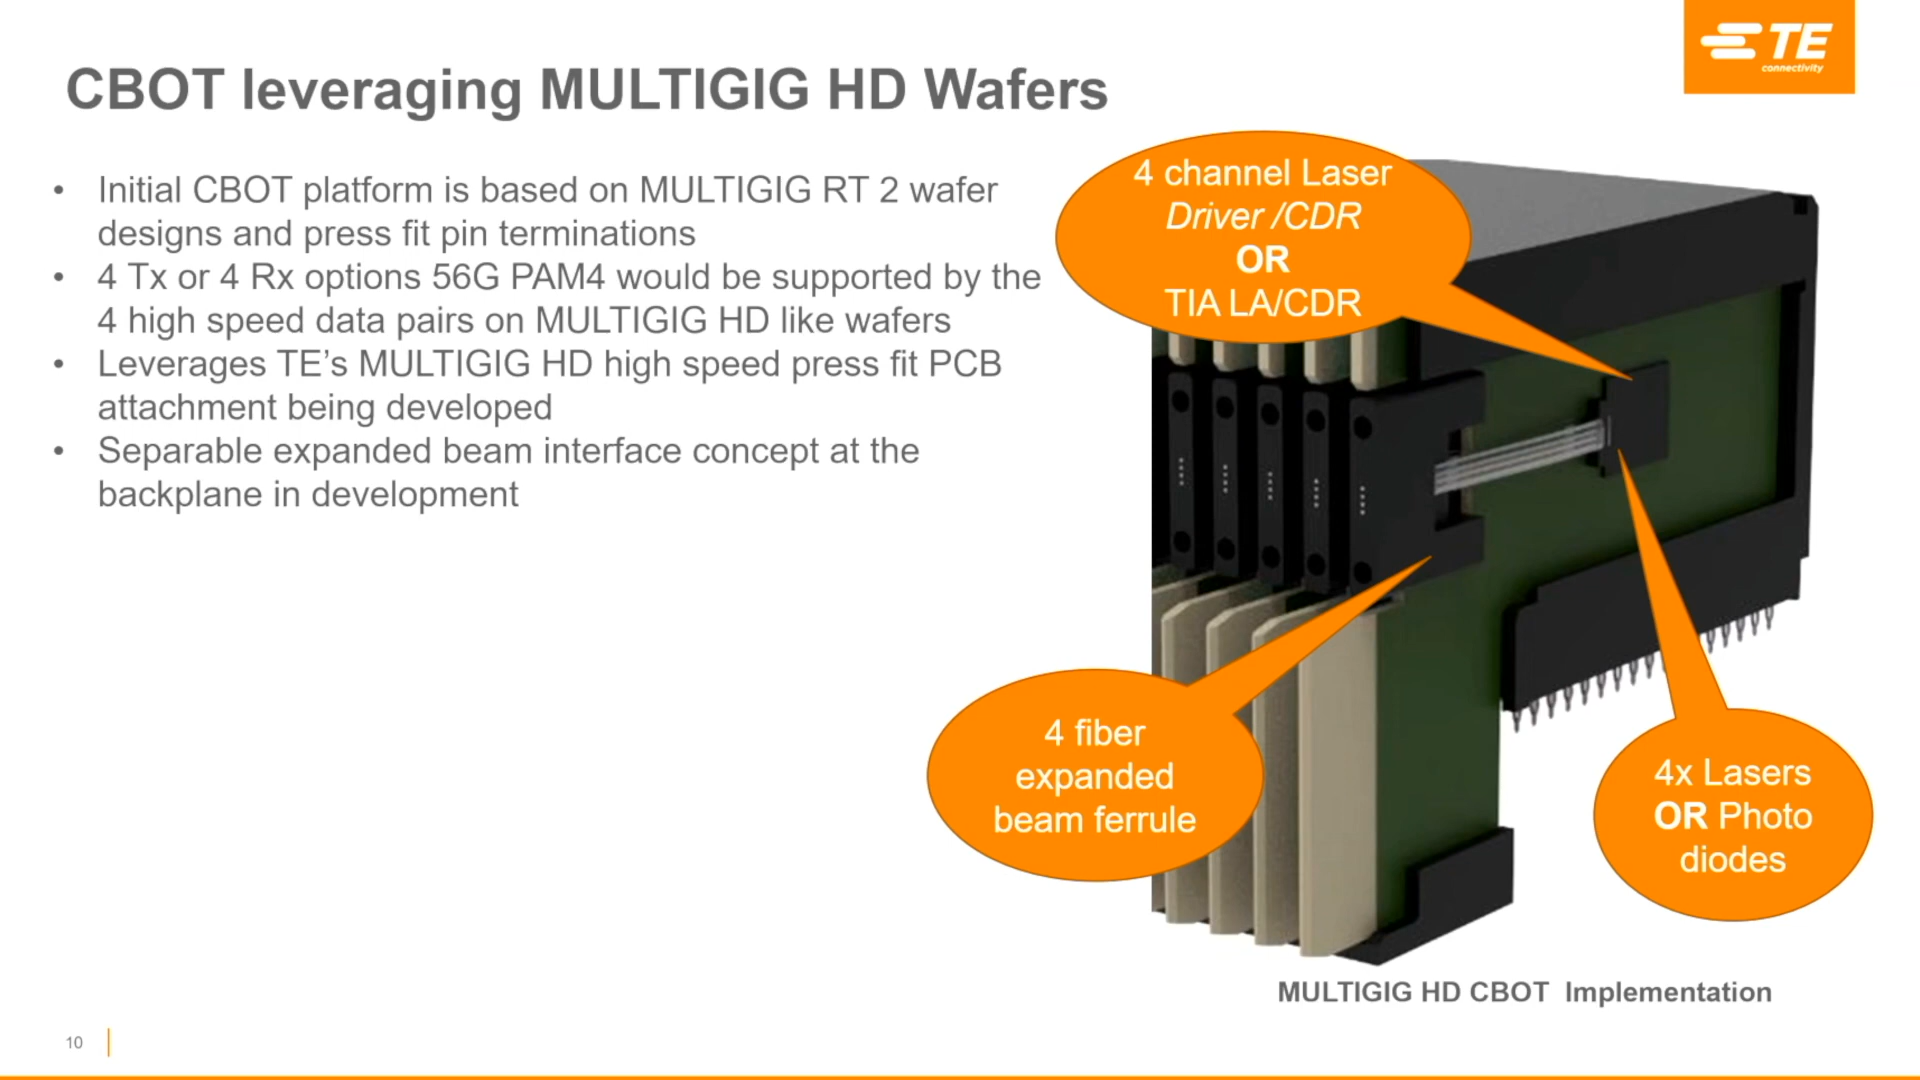 TE
connectivity
CBOT leveraging MULTIGIG HD Wafers
• Initial CBOT platform is based on MULTIGIG RT 2 wafer
designs and press fit pin terminations
• 4 Tx or 4 Rx options 56G PAM4 would be supported by the
4 high speed data pairs on MULTIGIG HD like wafers
• Leverages TE’s MULTIGIG HD high speed press fit PCB
attachment being developed
• Separable expanded beam interface concept at the
backplane in development
4 channel Laser
Driver /CDR
OR
TIA LA/CDR
4 fiber
expanded
beam ferrule
4x Lasers
OR Photo
diodes
MULTIGIG HD CBOT Implementation
10